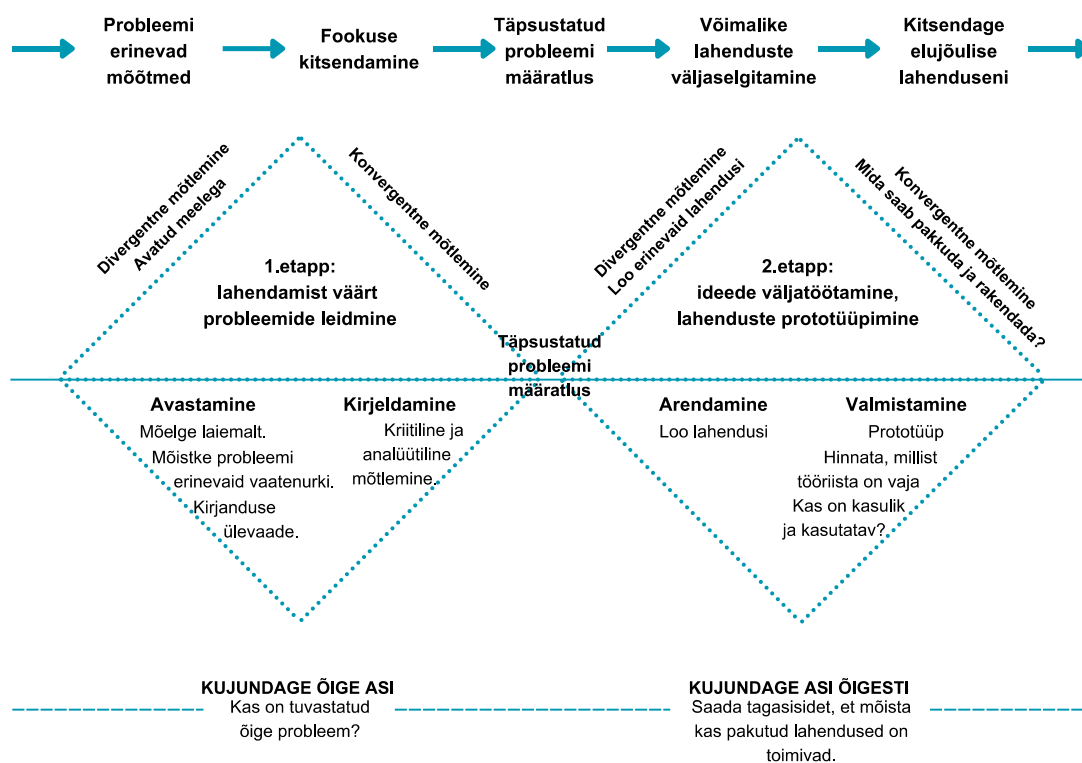 Probleemi
erinevad
mõõtmed
Fookuse
kitsendamine
Täpsustatud
probleemi
määratlus
Võimalike
lahenduste
väljaselgitamine
Kitsendage
elujõulise
lahenduseni
Divergentne mõtlemine
Avatud meelega
Konvergentne mõtlemine
1.etapp:
lahendamist väärt
probleemide leidmine
Divergentne mõtlemine
Loo erinevaid lahendusi
Konvergentne mõtlemine
Mida saab pakkuda ja rakendada?
2.etapp:
ideede väljatöötamine,
lahenduste prototüüpimine
Täpsustatud
probleemi
määratlus
Avastamine
Mõelge laiemalt.
Mõistke probleemi
erinevaid vaatenurki.
Kirjanduse
ülevaade.
Kirjeldamine
Kriitiline ja
analüütiline
mõtlemine.
Arendamine
Loo lahendusi
Valmistamine
Prototüüp
Hinnata, millist
tööriista on vaja
Kas on kasulik
ja kasutatav?
KUJUNDAGE ÕIGE ASI
Kas on tuvastatud
õige probleem?
KUJUNDAGE ASI ÕIGESTI
Saada tagasisidet, et mõista
kas pakutud lahendused on
toimivad.